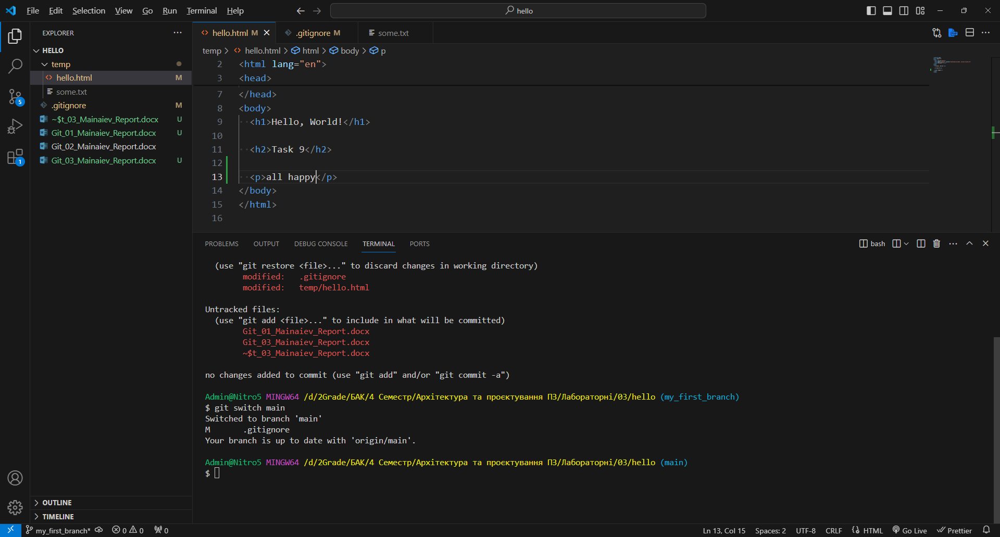 File Edit Selection View Go Run Terminal Help
hello
EXPLORER
HELLO
temp
hello.html M
some.txt
.gitignore M
~$t_03_Mainaiev_Report.docx U
Git_01_Mainaiev_Report.docx U
Git_02_Mainaiev_Report.docx
Git_03_Mainaiev_Report.docx U
5
1
OUTLINE
TIMELINE
hello.html M .gitignore M some.txt
temp > hello.html > html > body > p
2 <html lang="en">
3 <head>
7 </head>
8 <body>
9 <h1>Hello, World!</h1>
10
11 <h2>Task 9</h2>
12
13 <p>all happy</p>
14 </body>
15 </html>
16
PROBLEMS OUTPUT DEBUG CONSOLE TERMINAL PORTS
bash
(use "git restore <file>..." to discard changes in working directory)
modified: .gitignore
modified: temp/hello.html
Untracked files:
(use "git add <file>..." to include in what will be committed)
Git_01_Mainaiev_Report.docx
Git_03_Mainaiev_Report.docx
~$t_03_Mainaiev_Report.docx
no changes added to commit (use "git add" and/or "git commit -a")
Admin@Nitro5 MINGW64 /d/2Grade/БАК/4 Семестр/Архітектура та проєктування ПЗ/Лабораторні/03/hello (my_first_branch)
$ git switch main
Switched to branch 'main'
M .gitignore
Your branch is up to date with 'origin/main'.
Admin@Nitro5 MINGW64 /d/2Grade/БАК/4 Семестр/Архітектура та проєктування ПЗ/Лабораторні/03/hello (main)
$
my_first_branch* 0 0 0
Ln 13, Col 15 Spaces: 2 UTF-8 CRLF HTML Go Live Prettier